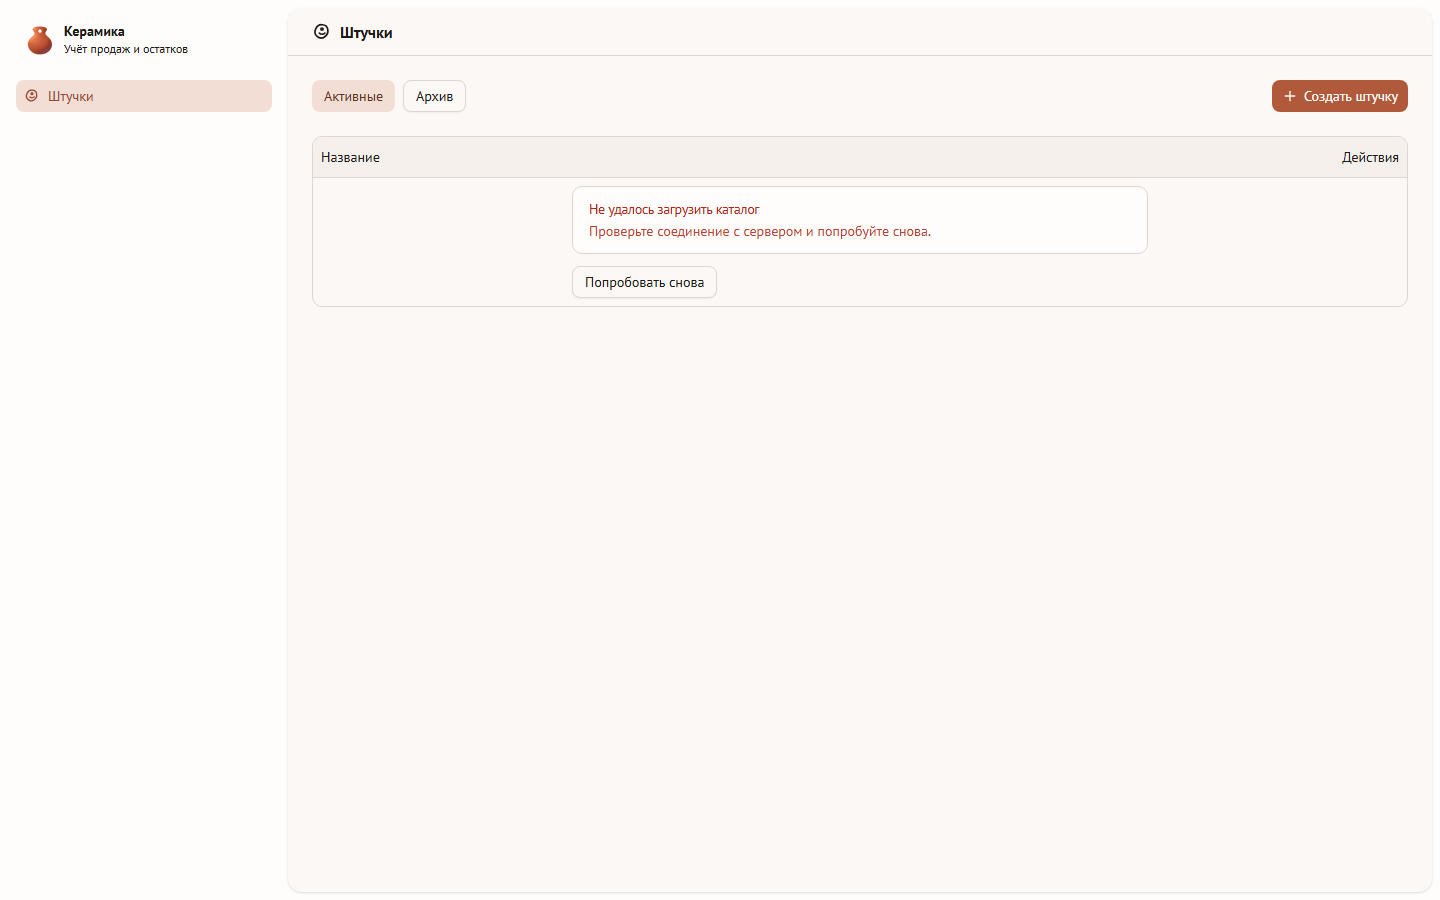 Керамика
Учёт продаж и остатков
Штучки
Штучки
Активные
Архив
Создать штучку
Название
Действия
Не удалось загрузить каталог
Проверьте соединение с сервером и попробуйте снова.
Попробовать снова